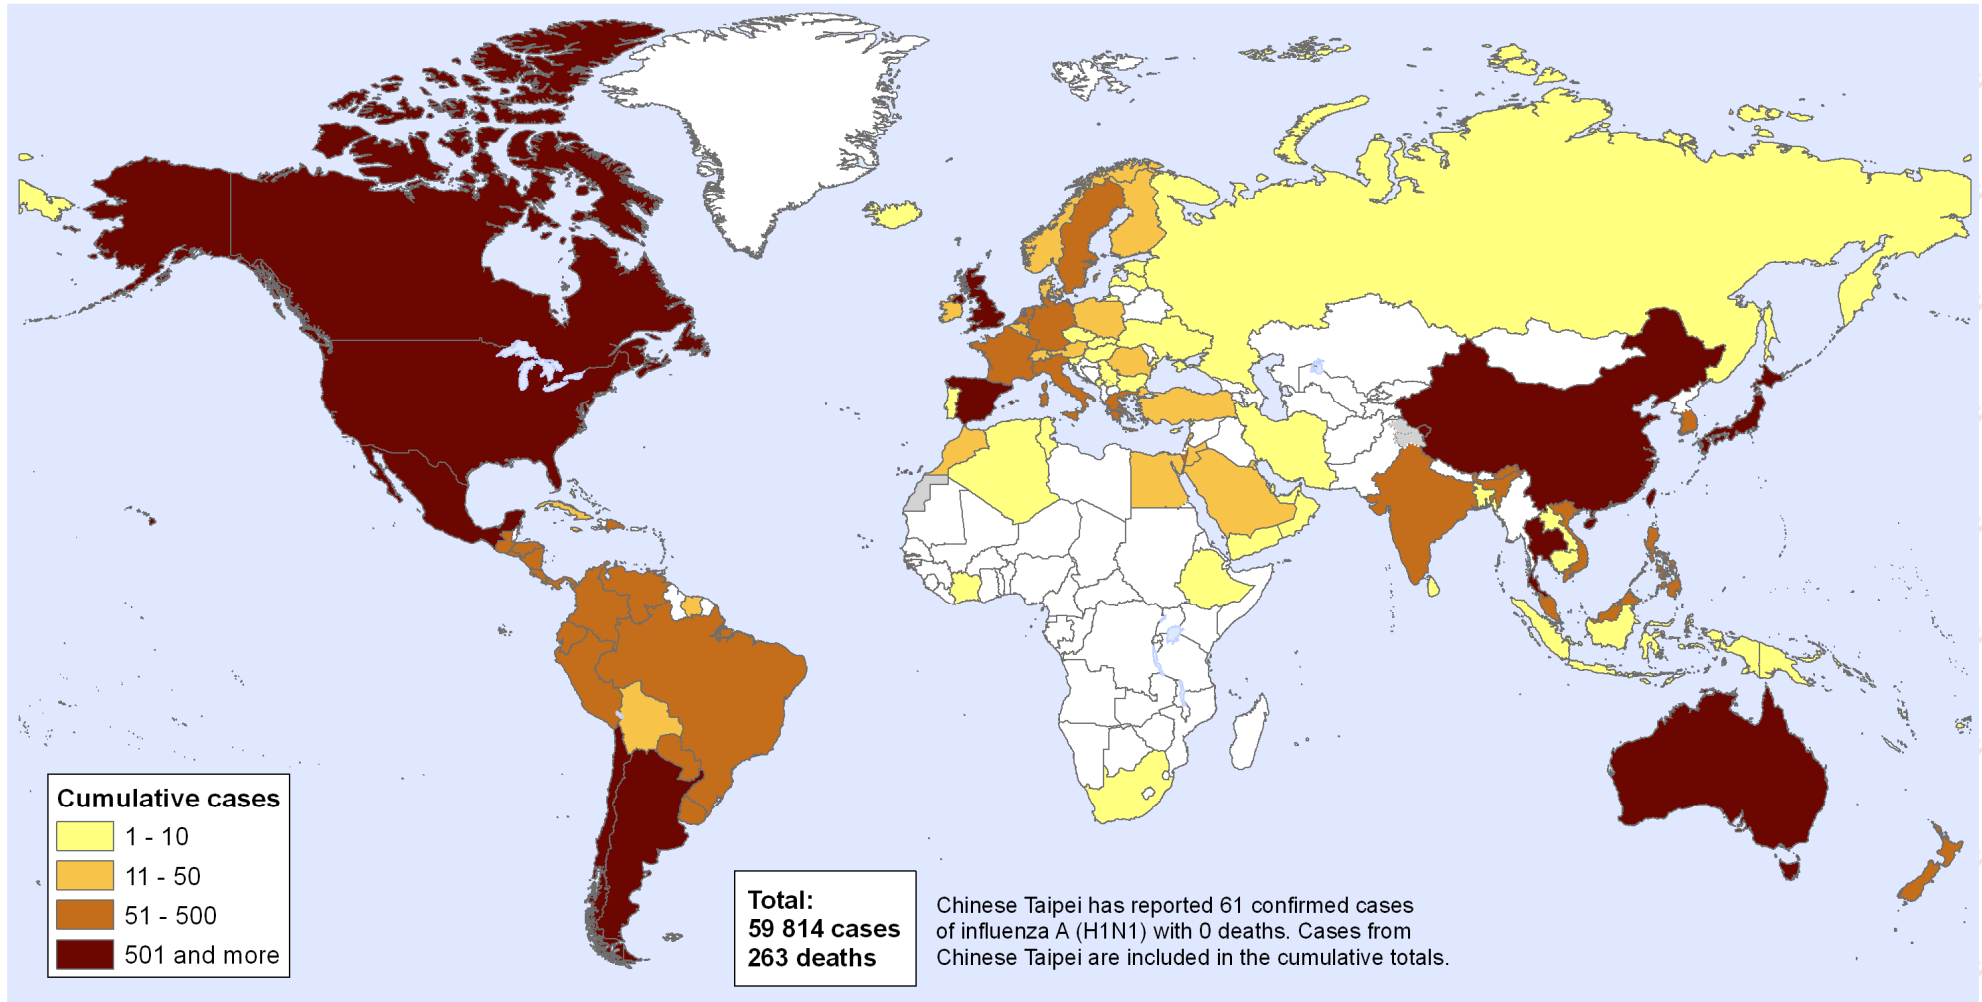 Cumulative cases
1 - 10
11 - 50
51 - 500
501 and more
Total:
59 814 cases
263 deaths
Chinese Taipei has reported 61 confirmed cases
of influenza A (H1N1) with 0 deaths. Cases from
Chinese Taipei are included in the cumulative totals.